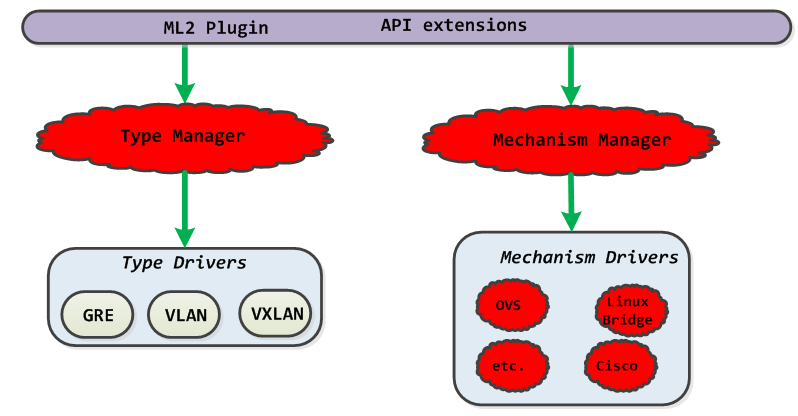 ML2 Plugin
API extensions
Type Manager
Mechanism Manager
Type Drivers
GRE
VLAN
VXLAN
Mechanism Drivers
OVS
Linux
Bridge
etc.
Cisco